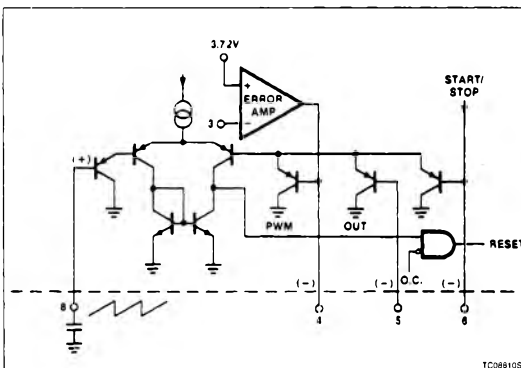 3.72V
START/
STOP
+
ERROR
AMP
3
−
(+)
PWM
OUT
RESET
O.C.
(−)
(−)
(−)
8
4
5
6
TC08810S